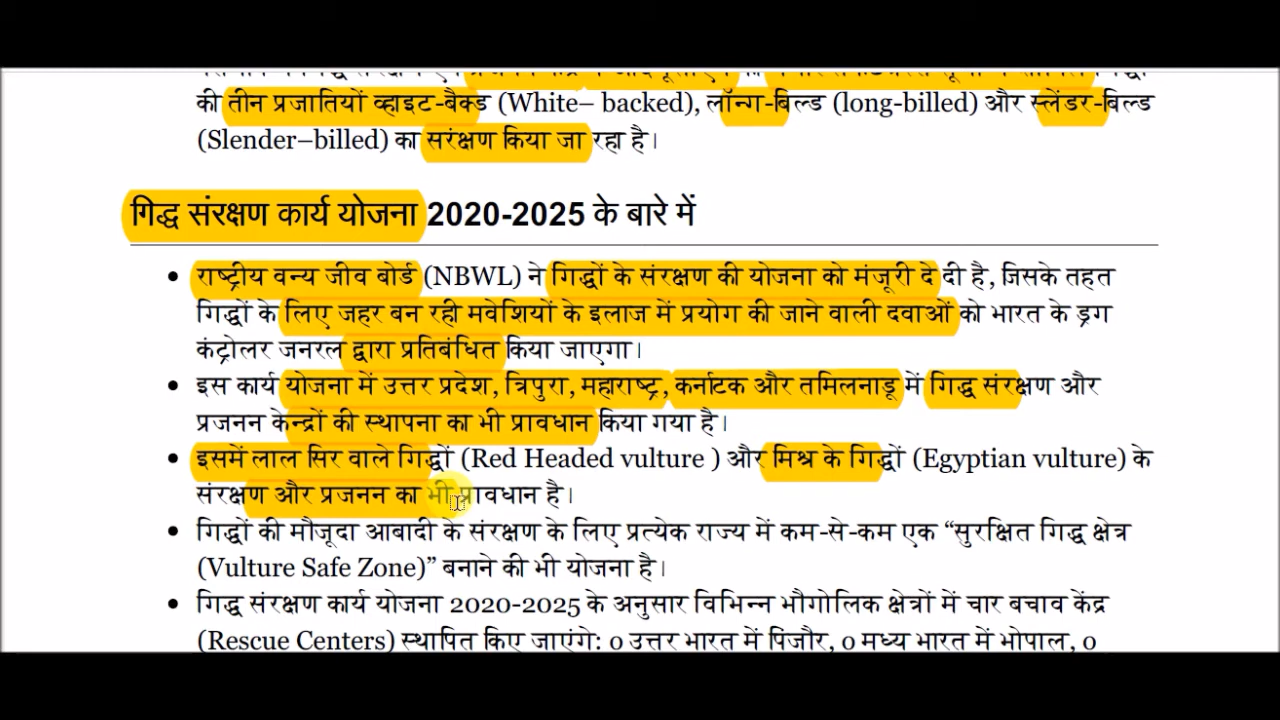 की तीन प्रजातियों व्हाइट-बैक्ड (White– backed), लॉन्ग-बिल्ड (long-billed) और स्लेंडर-बिल्ड
(Slender–billed) का सरंक्षण किया जा रहा है।
गिद्ध संरक्षण कार्य योजना 2020-2025 के बारे में
• राष्ट्रीय वन्य जीव बोर्ड (NBWL) ने गिद्धों के संरक्षण की योजना को मंजूरी दे दी है, जिसके तहत
गिद्धों के लिए जहर बन रही मवेशियों के इलाज में प्रयोग की जाने वाली दवाओं को भारत के ड्रग
कंट्रोलर जनरल द्वारा प्रतिबंधित किया जाएगा।
• इस कार्य योजना में उत्तर प्रदेश, त्रिपुरा, महाराष्ट्र, कर्नाटक और तमिलनाडू में गिद्ध संरक्षण और
प्रजनन केन्द्रों की स्थापना का भी प्रावधान किया गया है।
• इसमें लाल सिर वाले गिद्धों (Red Headed vulture ) और मिश्र के गिद्धों (Egyptian vulture) के
संरक्षण और प्रजनन का भी प्रावधान है।
• गिद्धों की मौजूदा आबादी के संरक्षण के लिए प्रत्येक राज्य में कम-से-कम एक “सुरक्षित गिद्ध क्षेत्र
(Vulture Safe Zone)” बनाने की भी योजना है।
• गिद्ध संरक्षण कार्य योजना 2020-2025 के अनुसार विभिन्न भौगोलिक क्षेत्रों में चार बचाव केंद्र
(Rescue Centers) स्थापित किए जाएंगे: o उत्तर भारत में पिंजौर, o मध्य भारत में भोपाल, o